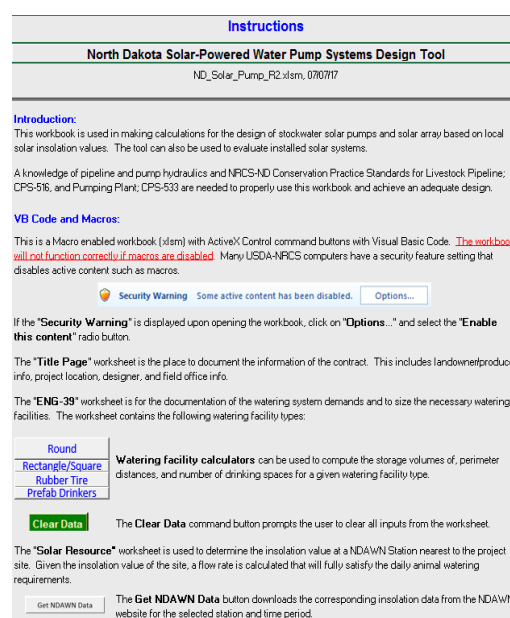 Instructions
North Dakota Solar-Powered Water Pump Systems Design Tool
ND_Solar_Pump_R2.xlsm, 07/07/17
Introduction:
This workbook is used in making calculations for the design of stockwater solar pumps and solar array based on local
solar insolation values. The tool can also be used to evaluate installed solar systems.
A knowledge of pipeline and pump hydraulics and NRCS-ND Conservation Practice Standards for Livestock Pipeline;
CPS-516, and Pumping Plant; CPS-533 are needed to properly use this workbook and achieve an adequate design.
VB Code and Macros:
This is a Macro enabled workbook (xlsm) with ActiveX Control command buttons with Visual Basic Code. The workboo
will not function correctly if macros are disabled. Many USDA-NRCS computers have a security feature setting that
disables active content such as macros.
Security Warning Some active content has been disabled. Options...
If the "Security Warning" is displayed upon opening the workbook, click on "Options..." and select the "Enable
this content" radio button.
The "Title Page" worksheet is the place to document the information of the contract. This includes landowner/produce
info, project location, designer, and field office info.
The "ENG-39" worksheet is for the documentation of the watering system demands and to size the necessary watering
facilities. The worksheet contains the following watering facility types:
Round
Rectangle/Square
Rubber Tire
Prefab Drinkers
Watering facility calculators can be used to compute the storage volumes of, perimeter
distances, and number of drinking spaces for a given watering facility type.
Clear Data
The Clear Data command button prompts the user to clear all inputs from the worksheet.
The "Solar Resource" worksheet is used to determine the insolation value at a NDAWN Station nearest to the project
site. Given the insolation value of the site, a flow rate is calculated that will fully satisfy the daily animal watering
requirements.
Get NDAWN Data
The Get NDAWN Data button downloads the corresponding insolation data from the NDAWN
website for the selected station and time period.